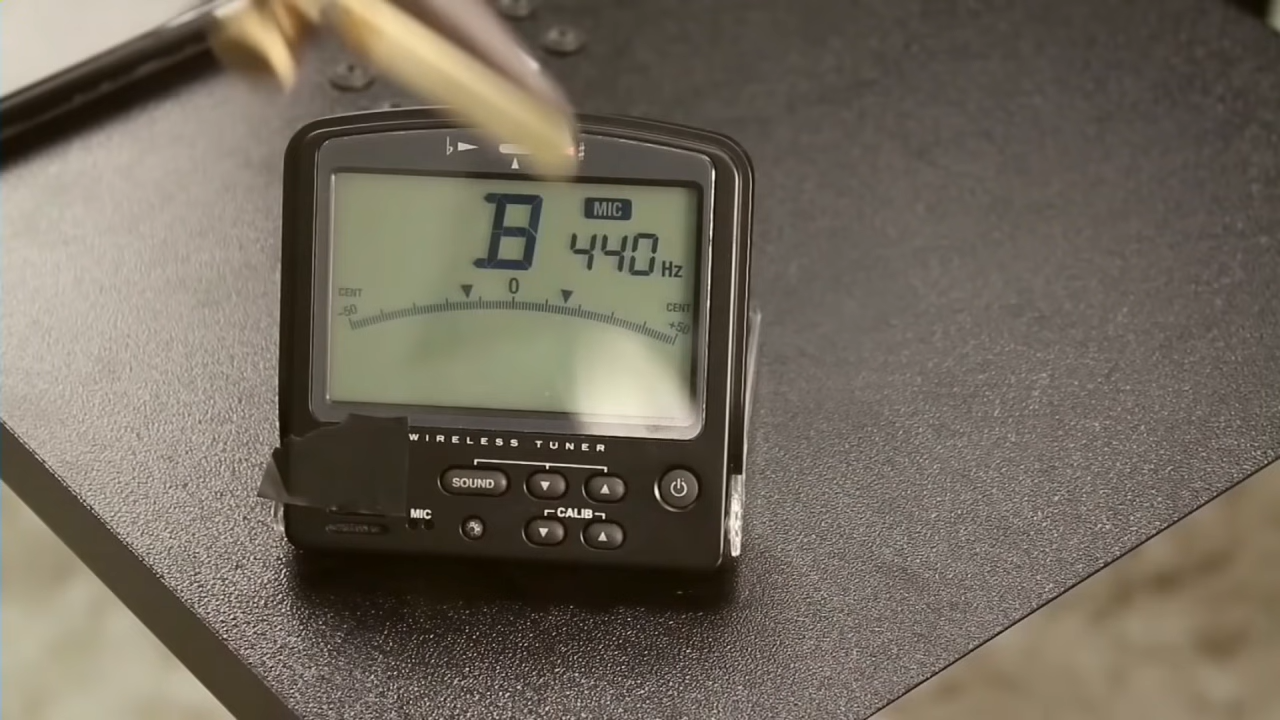 ♭
B MIC
440 Hz
0
CENT CENT
-50 +50
WIRELESS TUNER
SOUND
MIC CALIB